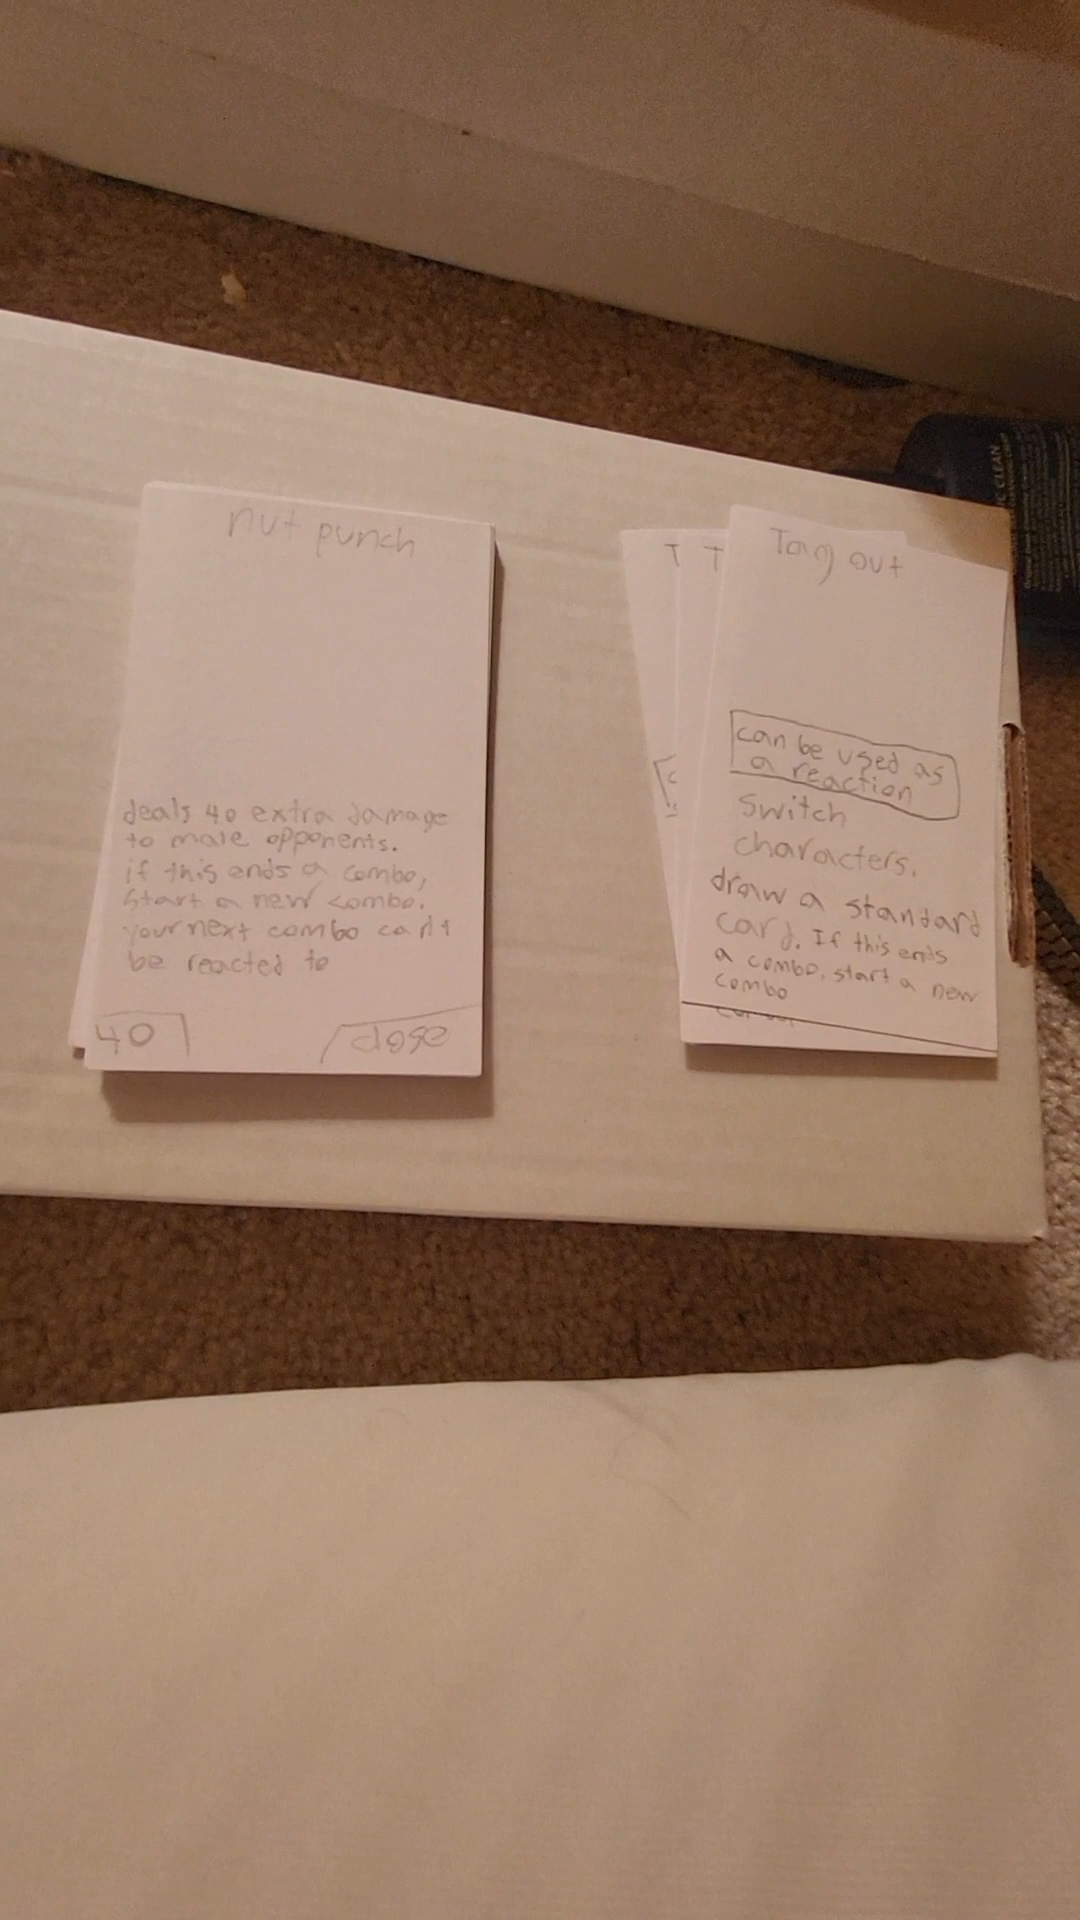 nut punch
deals 40 extra damage
to male opponents.
if this ends a combo,
start a new combo.
your next combo can't
be reacted to
40
close
T
T
Tag out
can be used as
a reaction
switch
characters.
draw a standard
card. If this ends
a combo, start a new
combo
C CLEAN